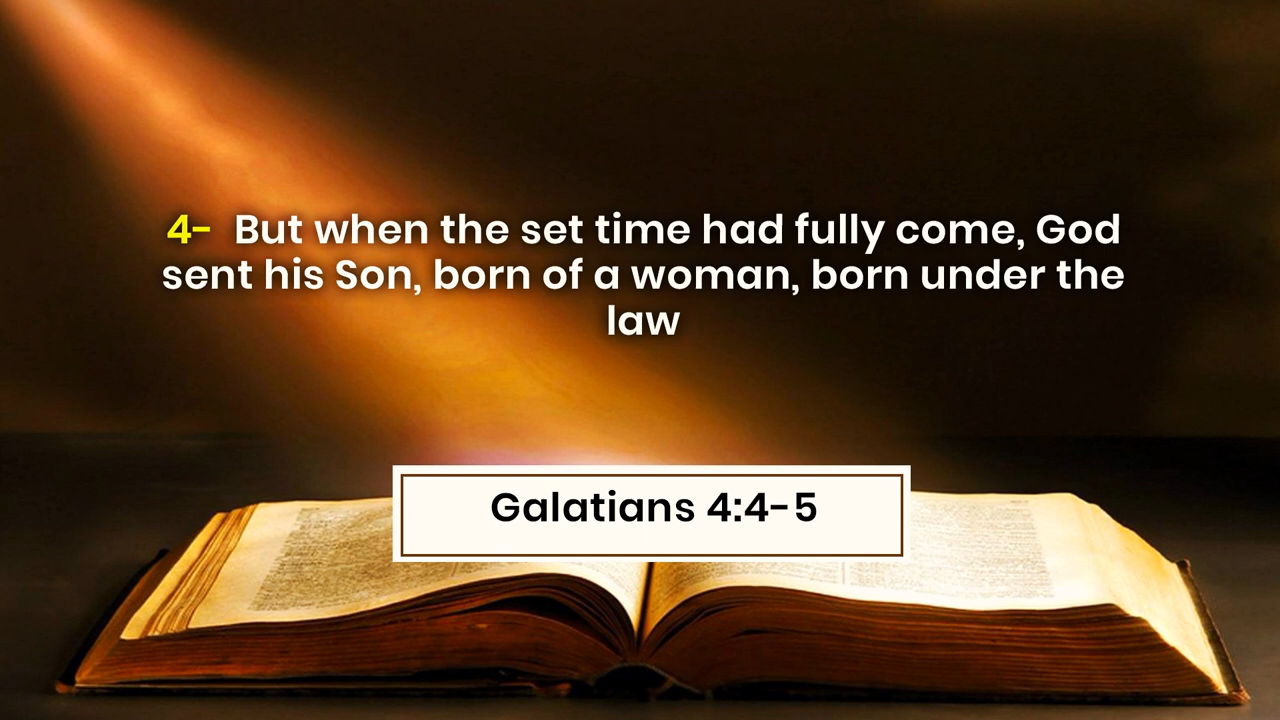 4- But when the set time had fully come, God
sent his Son, born of a woman, born under the
law
Galatians 4:4-5